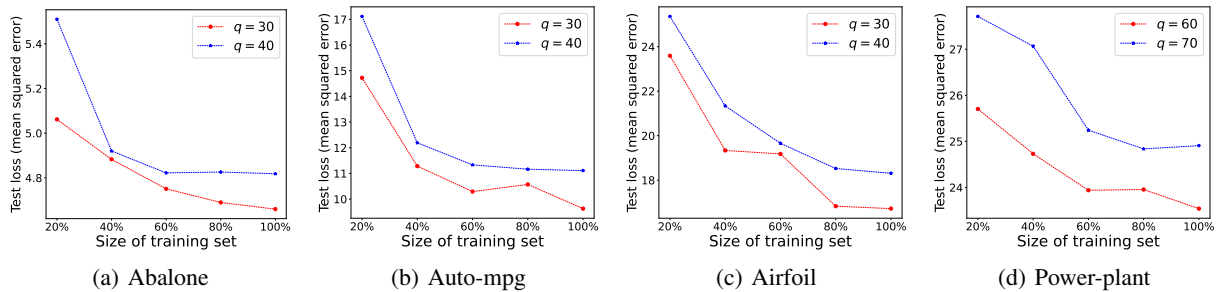 Test loss (mean squared error)
5.4
5.2
5.0
4.8
q = 30
q = 40
20% 40% 60% 80% 100%
Size of training set
(a) Abalone
Test loss (mean squared error)
17
16
15
14
13
12
11
10
q = 30
q = 40
20% 40% 60% 80% 100%
Size of training set
(b) Auto-mpg
Test loss (mean squared error)
24
22
20
18
q = 30
q = 40
20% 40% 60% 80% 100%
Size of training set
(c) Airfoil
Test loss (mean squared error)
27
26
25
24
q = 60
q = 70
20% 40% 60% 80% 100%
Size of training set
(d) Power-plant